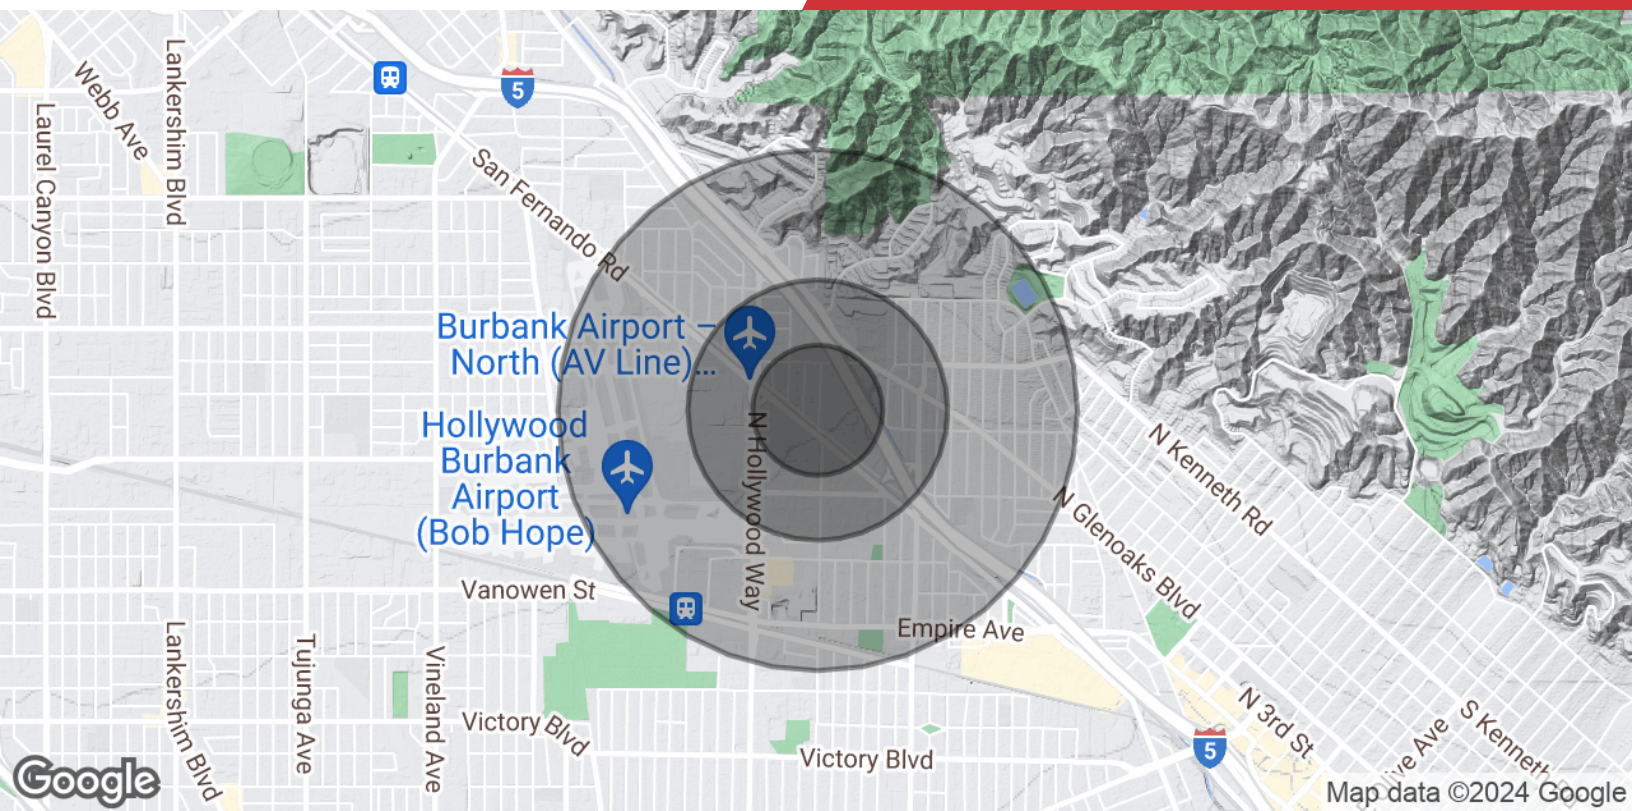 Webb Ave
Lankershim Blvd
Laurel Canyon Blvd
5
San Fernando Rd
Burbank Airport –
North (AV Line)...
Hollywood
Burbank
Airport
(Bob Hope)
N Hollywood Way
N Kenneth Rd
N Glenoaks Blvd
Vanowen St
Empire Ave
Lankershim Blvd
Tujunga Ave
Vineland Ave
Victory Blvd
Victory Blvd
N 3rd St
5
S Kenneth
ive Ave
Google
Map data ©2024 Google